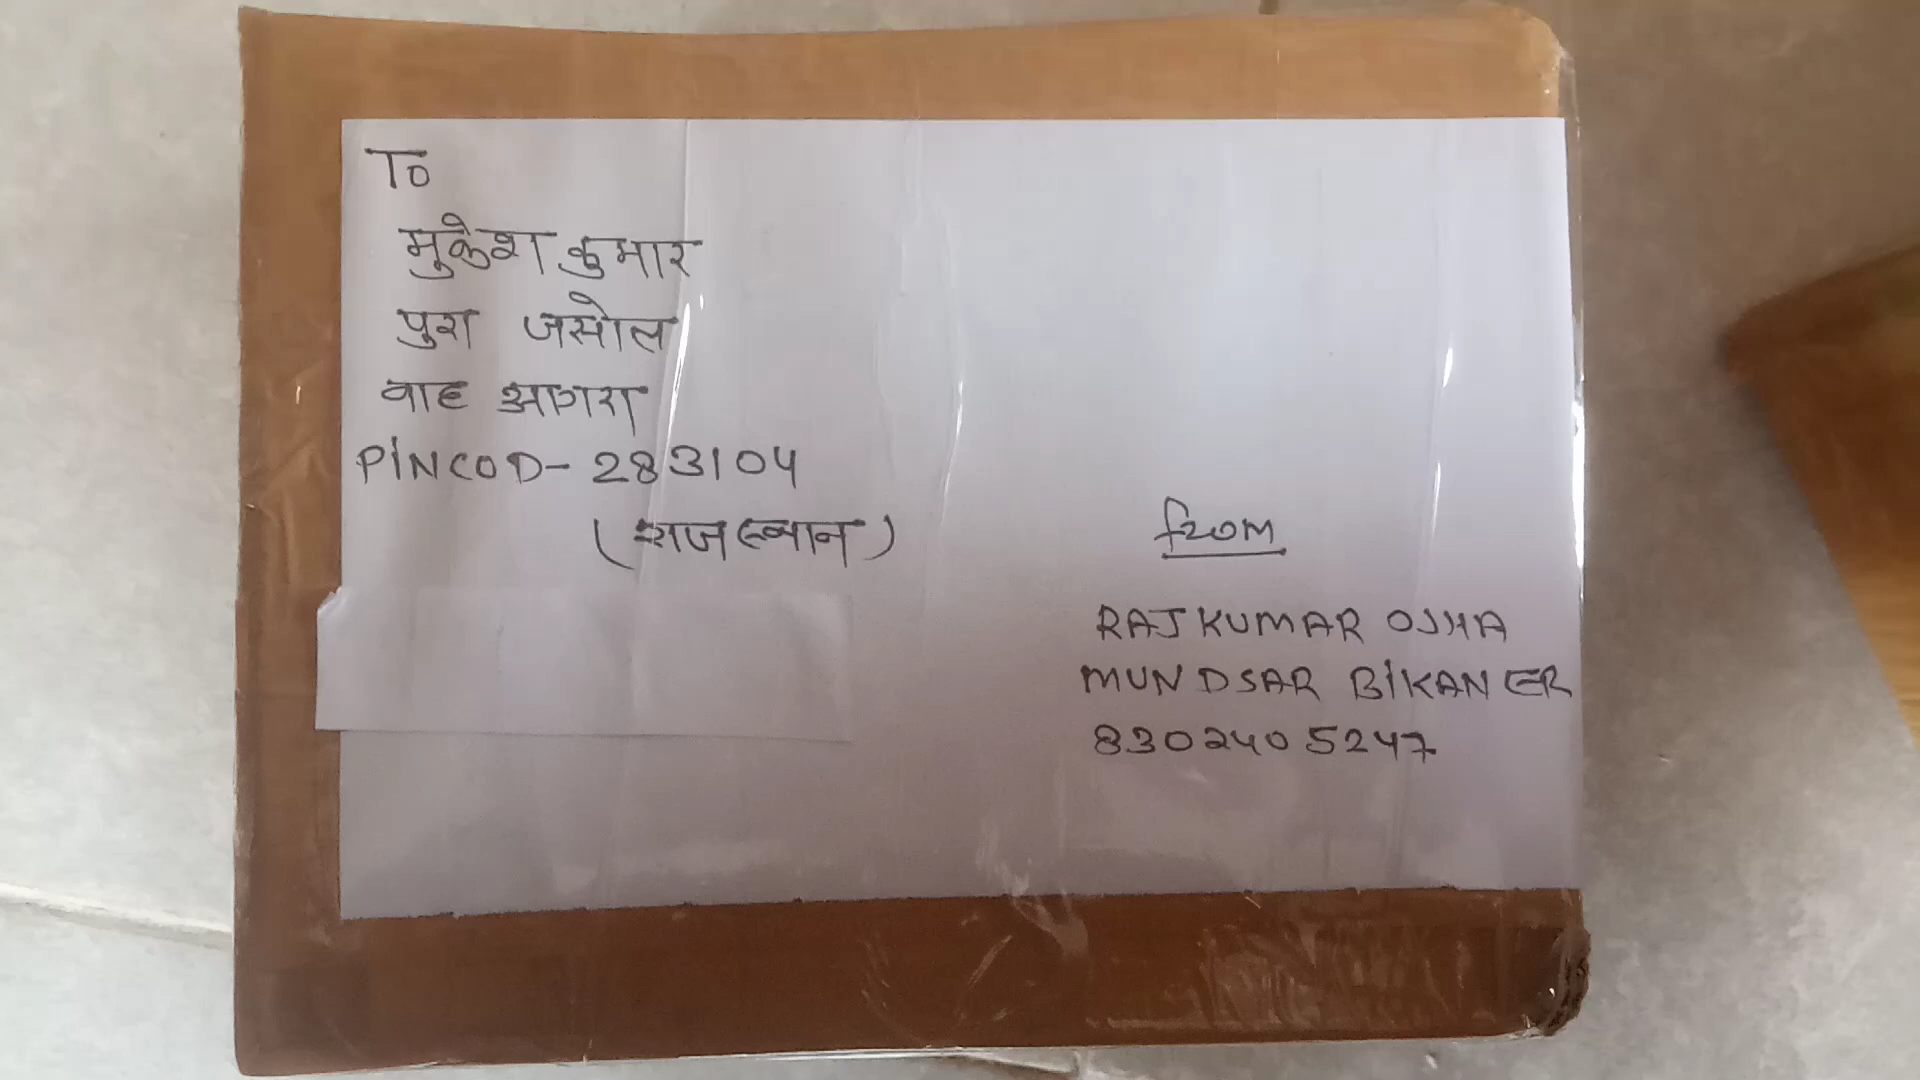 To
मुकेश कुमार
पुरा जसोल
वाह आगरा
PINCOD- 283104
(राजस्थान)
from
RAJKUMAR OJHA
MUNDSAR BIKANER
8302405247